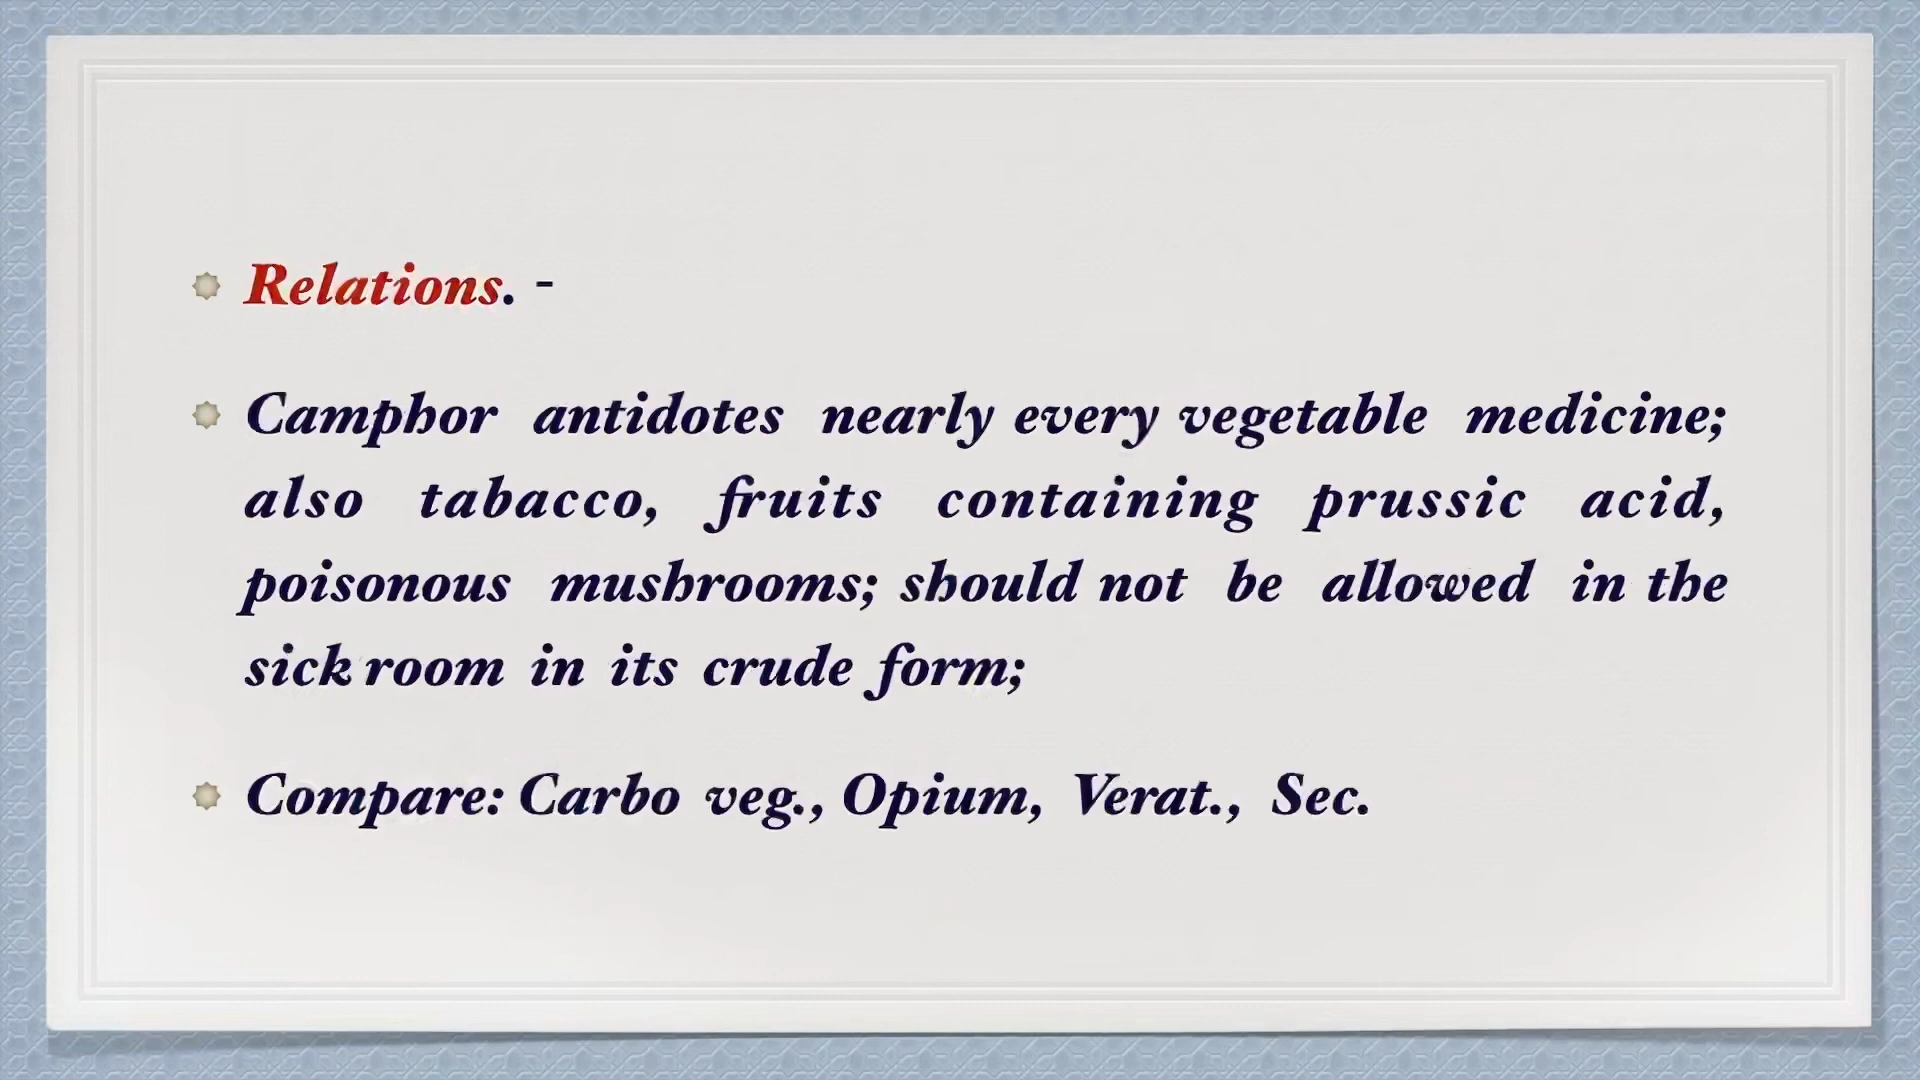 Relations. -
Camphor antidotes nearly every vegetable medicine;
also tabacco, fruits containing prussic acid,
poisonous mushrooms; should not be allowed in the
sick room in its crude form;
Compare: Carbo veg., Opium, Verat., Sec.